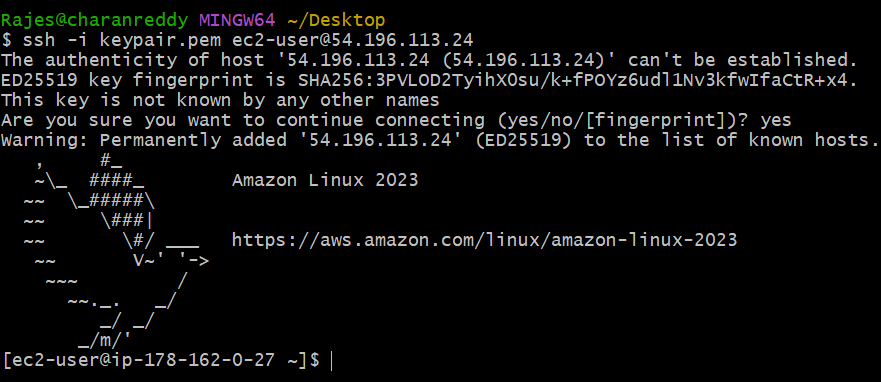 Rajes@charanreddy MINGW64 ~/Desktop
$ ssh -i keypair.pem ec2-user@54.196.113.24
The authenticity of host '54.196.113.24 (54.196.113.24)' can't be established.
ED25519 key fingerprint is SHA256:3PVLOD2TyihX0su/k+fPOYz6udl1Nv3kfwIfaCtR+x4.
This key is not known by any other names
Are you sure you want to continue connecting (yes/no/[fingerprint])? yes
Warning: Permanently added '54.196.113.24' (ED25519) to the list of known hosts.
   ,     #_
   ~\_  ####_        Amazon Linux 2023
  ~~  \_#####\
  ~~     \###|
  ~~       \#/ ___   https://aws.amazon.com/linux/amazon-linux-2023
   ~~       V~' '->
    ~~~         /
      ~~._.   _/
         _/ _/
       _/m/'
[ec2-user@ip-178-162-0-27 ~]$